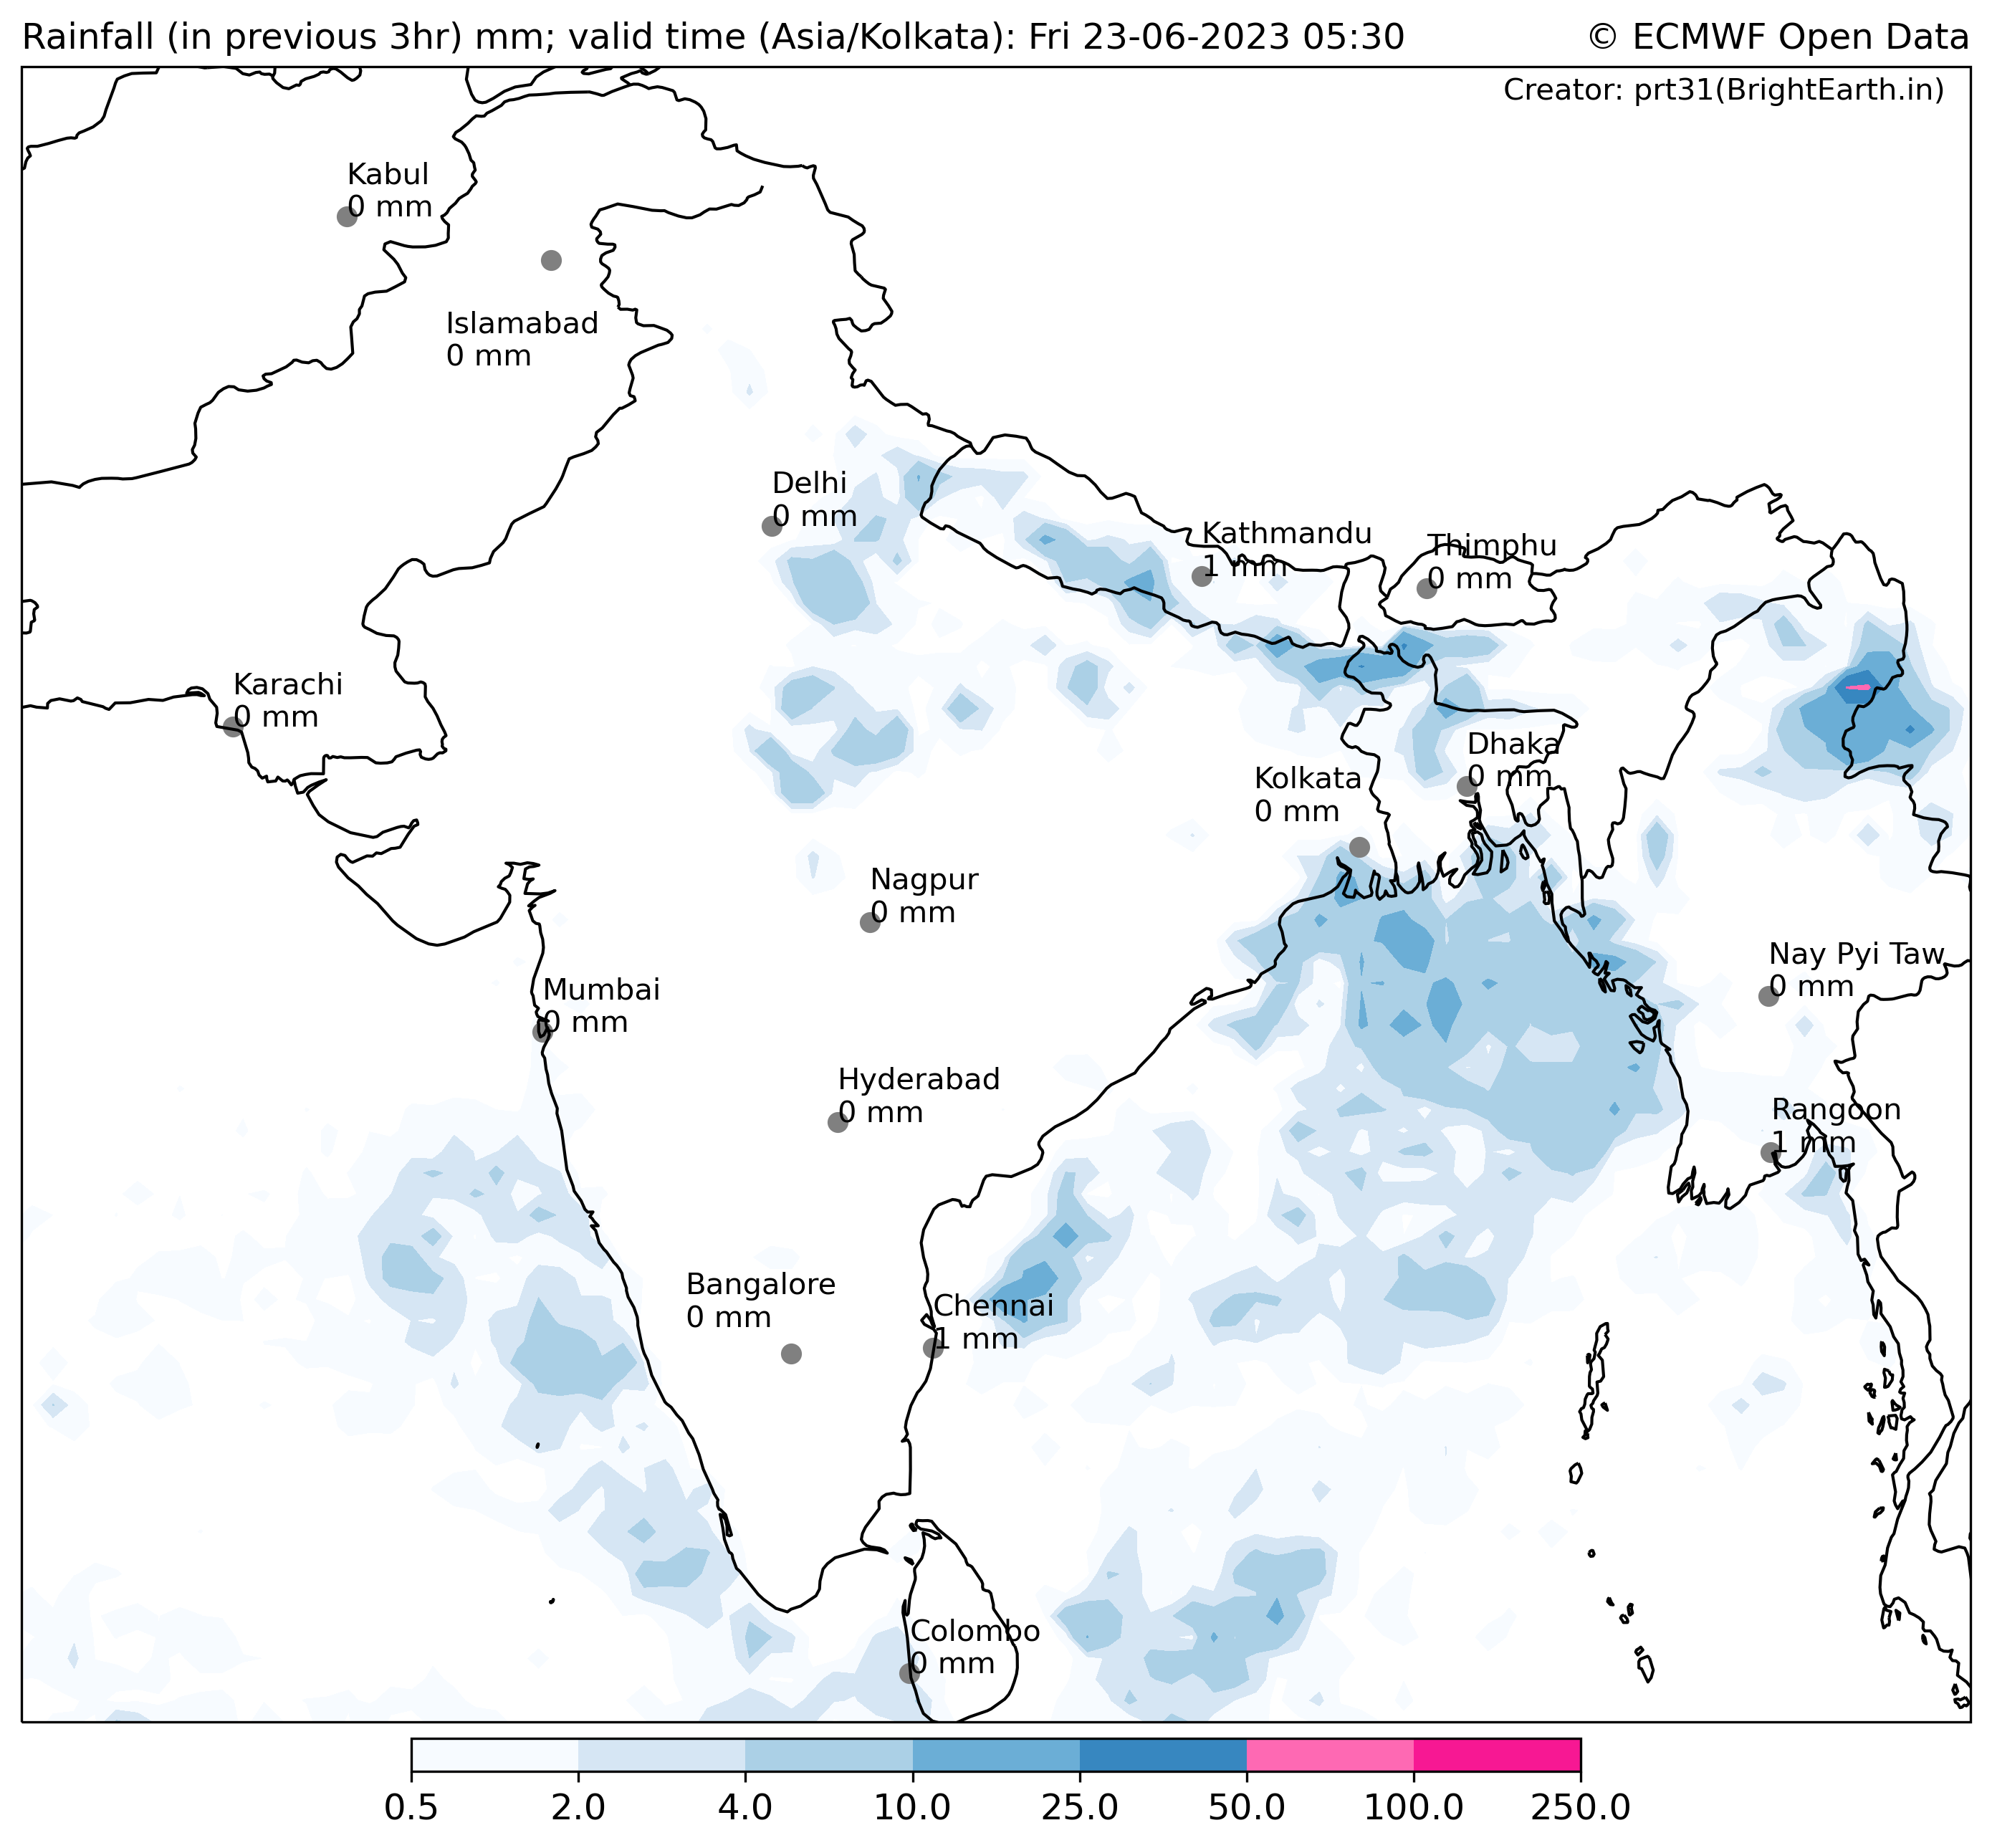 Rainfall (in previous 3hr) mm; valid time (Asia/Kolkata): Fri 23-06-2023 05:30
© ECMWF Open Data
Creator: prt31(BrightEarth.in)
Kabul
0 mm
Islamabad
0 mm
Delhi
0 mm
Kathmandu
1 mm
Thimphu
0 mm
Karachi
0 mm
Dhaka
0 mm
Kolkata
0 mm
Nagpur
0 mm
Nay Pyi Taw
0 mm
Mumbai
0 mm
Hyderabad
0 mm
Rangoon
1 mm
Bangalore
0 mm
Chennai
1 mm
Colombo
0 mm
0.5 2.0 4.0 10.0 25.0 50.0 100.0 250.0